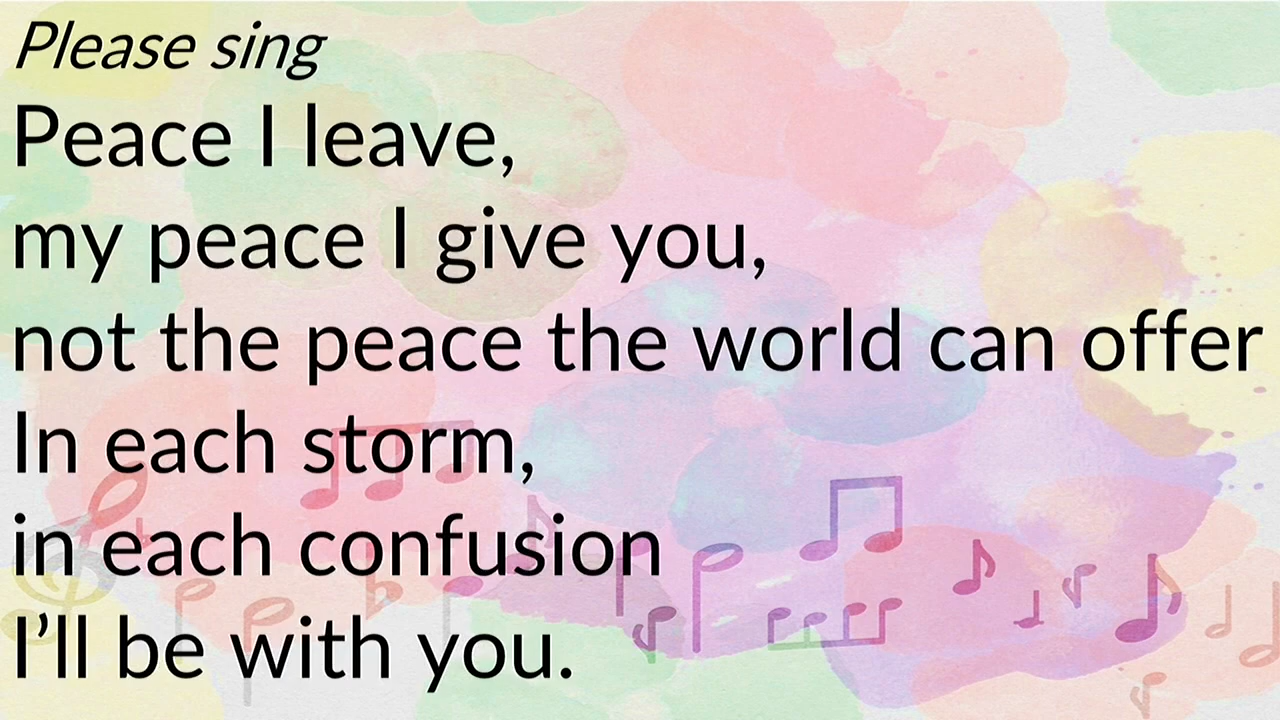 Please sing
Peace I leave,
my peace I give you,
not the peace the world can offer
In each storm,
in each confusion
I’ll be with you.